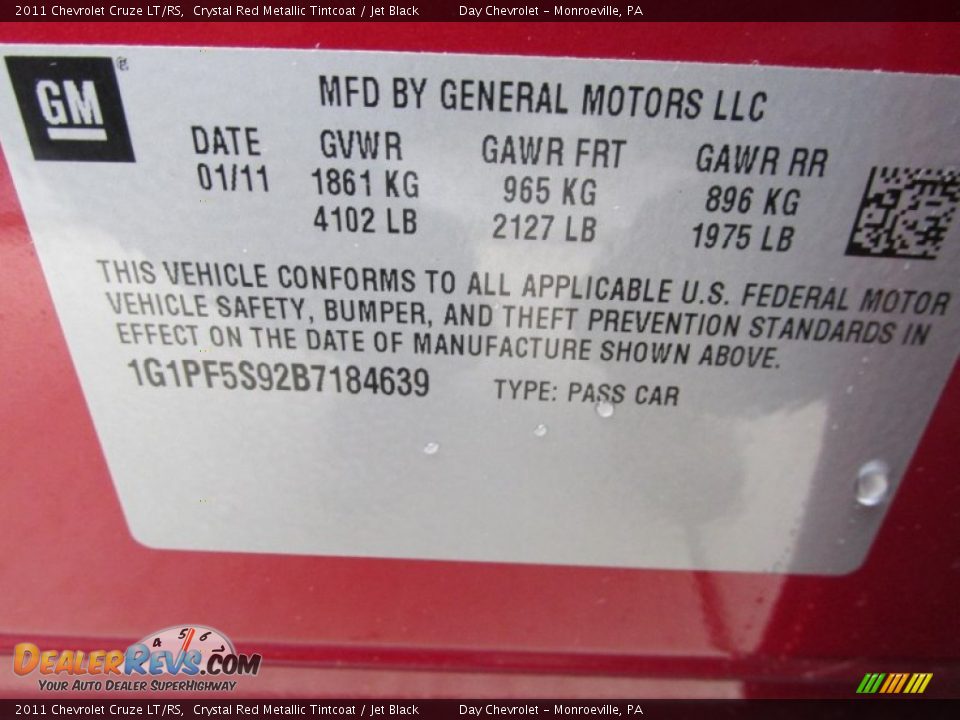 2011 Chevrolet Cruze LT/RS, Crystal Red Metallic Tintcoat / Jet Black Day Chevrolet - Monroeville, PA
GM®
MFD BY GENERAL MOTORS LLC
DATE GVWR GAWR FRT GAWR RR
01/11 1861 KG 965 KG 896 KG
4102 LB 2127 LB 1975 LB
THIS VEHICLE CONFORMS TO ALL APPLICABLE U.S. FEDERAL MOTOR
VEHICLE SAFETY, BUMPER, AND THEFT PREVENTION STANDARDS IN
EFFECT ON THE DATE OF MANUFACTURE SHOWN ABOVE.
1G1PF5S92B7184639 TYPE: PASS CAR
4 5 6
DEALERREVS.COM
YOUR AUTO DEALER SUPERHIGHWAY
2011 Chevrolet Cruze LT/RS, Crystal Red Metallic Tintcoat / Jet Black Day Chevrolet - Monroeville, PA